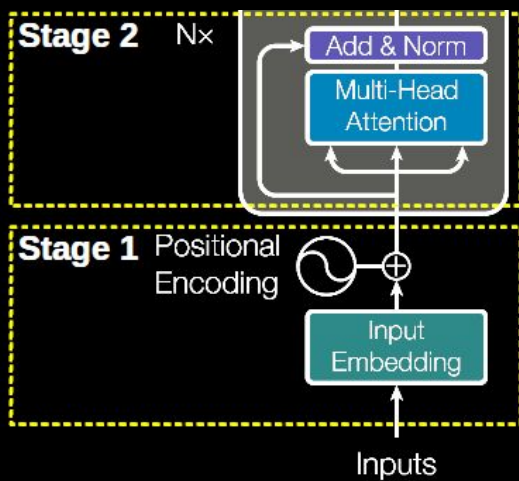 Stage 2
Nx
Add & Norm
Multi-Head
Attention
Stage 1
Positional
Encoding
Input
Embedding
Inputs